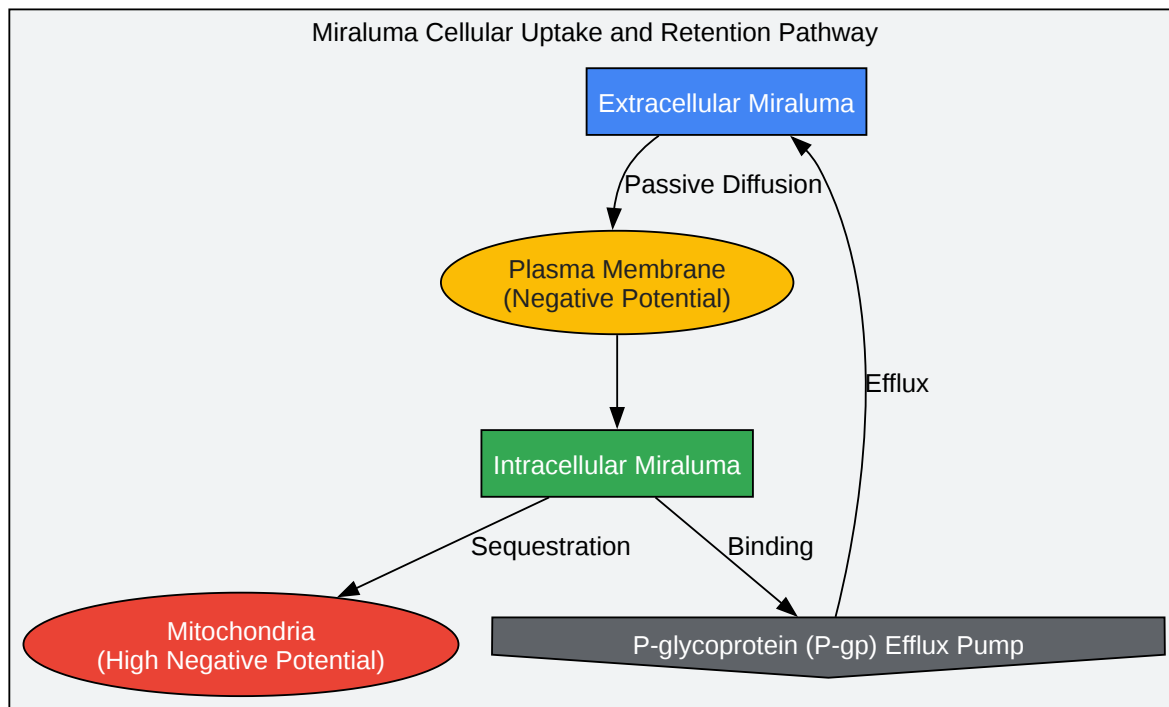 Miraluma Cellular Uptake and Retention Pathway
Extracellular Miraluma
Passive Diffusion
Plasma Membrane
(Negative Potential)
Efflux
Intracellular Miraluma
Sequestration
Binding
Mitochondria
(High Negative Potential)
P-glycoprotein (P-gp) Efflux Pump